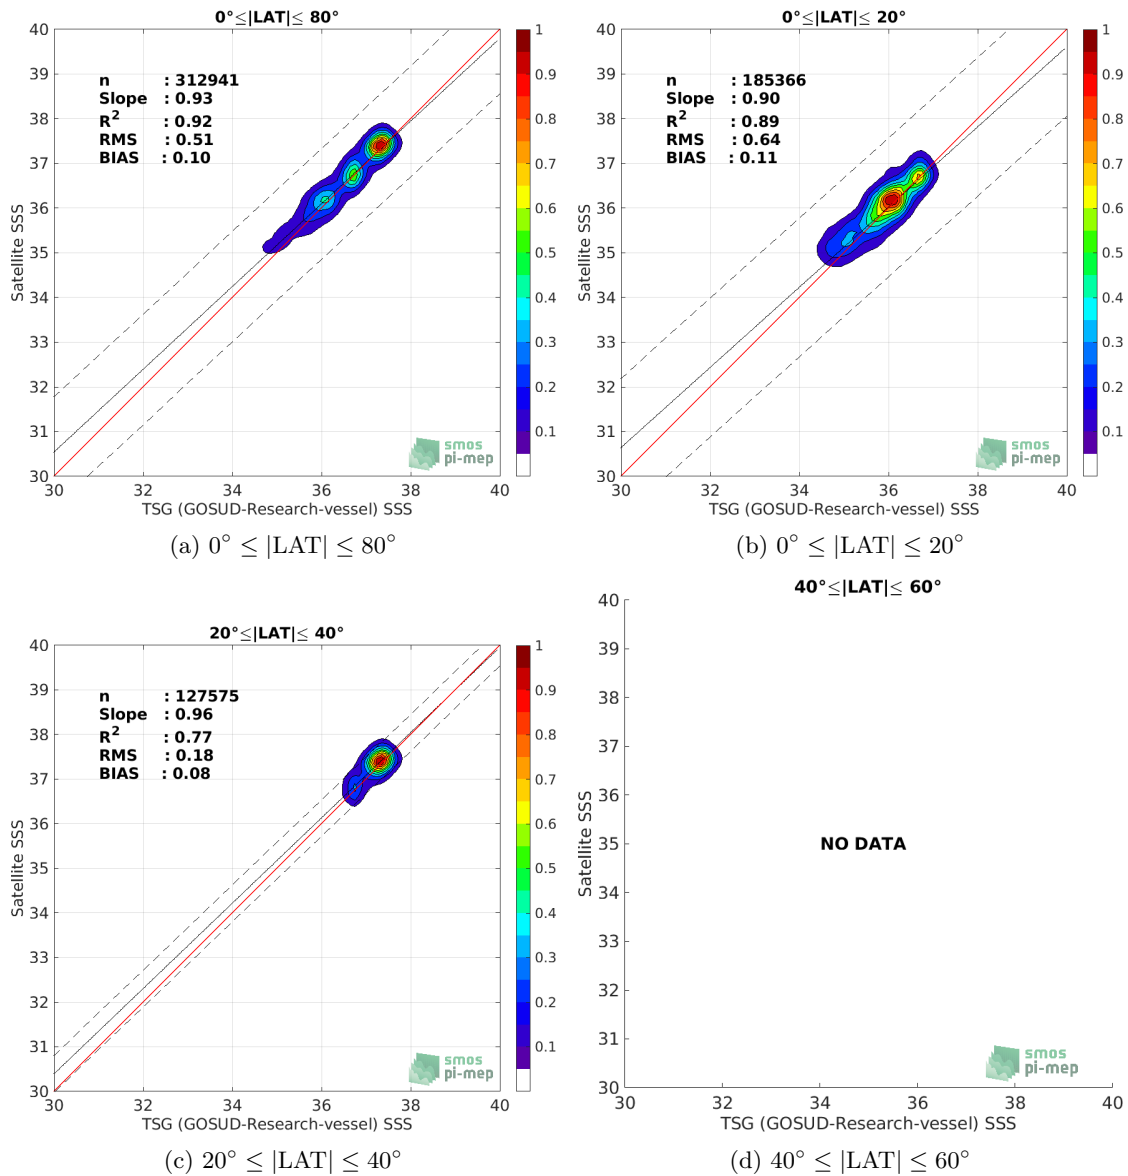 0°≤|LAT|≤ 80°
40
39
38
37
36
35
34
33
32
31
30
Satellite SSS
n : 312941
Slope : 0.93
R² : 0.92
RMS : 0.51
BIAS : 0.10
smos
pi-mep
30 32 34 36 38 40
TSG (GOSUD-Research-vessel) SSS
1
0.9
0.8
0.7
0.6
0.5
0.4
0.3
0.2
0.1
(a) 0° ≤ |LAT| ≤ 80°
0°≤|LAT|≤ 20°
40
39
38
37
36
35
34
33
32
31
30
Satellite SSS
n : 185366
Slope : 0.90
R² : 0.89
RMS : 0.64
BIAS : 0.11
smos
pi-mep
30 32 34 36 38 40
TSG (GOSUD-Research-vessel) SSS
1
0.9
0.8
0.7
0.6
0.5
0.4
0.3
0.2
0.1
(b) 0° ≤ |LAT| ≤ 20°
20°≤|LAT|≤ 40°
40
39
38
37
36
35
34
33
32
31
30
Satellite SSS
n : 127575
Slope : 0.96
R² : 0.77
RMS : 0.18
BIAS : 0.08
smos
pi-mep
30 32 34 36 38 40
TSG (GOSUD-Research-vessel) SSS
1
0.9
0.8
0.7
0.6
0.5
0.4
0.3
0.2
0.1
(c) 20° ≤ |LAT| ≤ 40°
40°≤|LAT|≤ 60°
40
39
38
37
36
35
34
33
32
31
30
Satellite SSS
NO DATA
smos
pi-mep
30 32 34 36 38 40
TSG (GOSUD-Research-vessel) SSS
(d) 40° ≤ |LAT| ≤ 60°